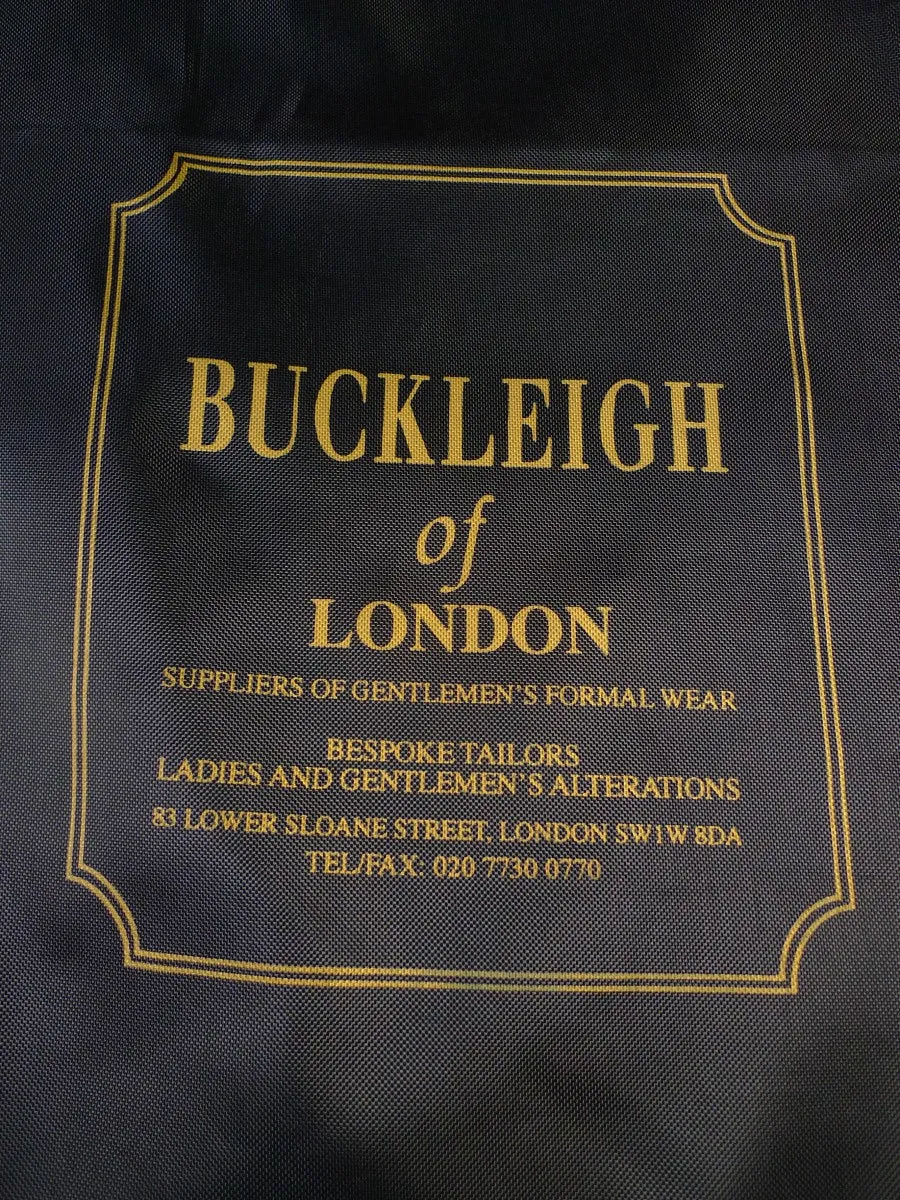 BUCKLEIGH
of
LONDON
SUPPLIERS OF GENTLEMEN'S FORMAL WEAR
BESPOKE TAILORS
LADIES AND GENTLEMEN'S ALTERATIONS
83 LOWER SLOANE STREET, LONDON SW1W 8DA
TEL/FAX: 020 7730 0770